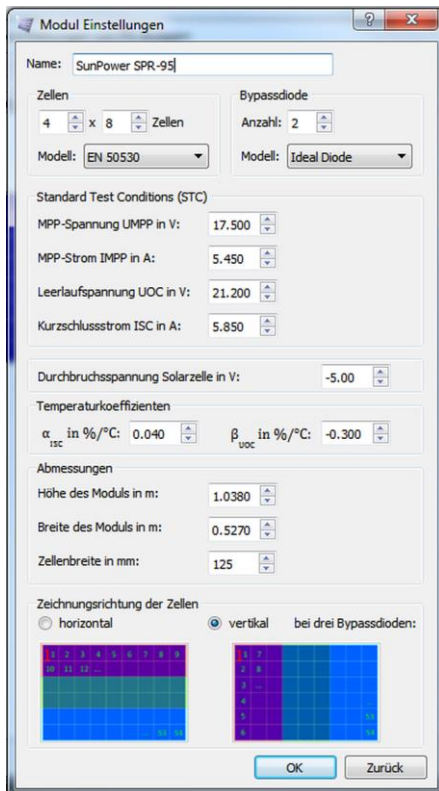 Modul Einstellungen
Name: SunPower SPR-95
Zellen
4 x 8 Zellen
Modell: EN 50530
Bypassdiode
Anzahl: 2
Modell: Ideal Diode
Standard Test Conditions (STC)
MPP-Spannung UMPP in V: 17.500
MPP-Strom IMPP in A: 5.450
Leerlaufspannung UOC in V: 21.200
Kurzschlussstrom ISC in A: 5.850
Durchbruchsspannung Solarzelle in V: -5.00
Temperaturkoeffizienten
α_ISC in %/°C: 0.040 β_UOC in %/°C: -0.300
Abmessungen
Höhe des Moduls in m: 1.0380
Breite des Moduls in m: 0.5270
Zellenbreite in mm: 125
Zeichnungsrichtung der Zellen
horizontal vertikal bei drei Bypassdioden:
1 2 3 4 5 6 7 8 9
10 11 12 ...
... 53 54
1 7
2 8
3 ...
4
5 53
6 54
OK Zurück